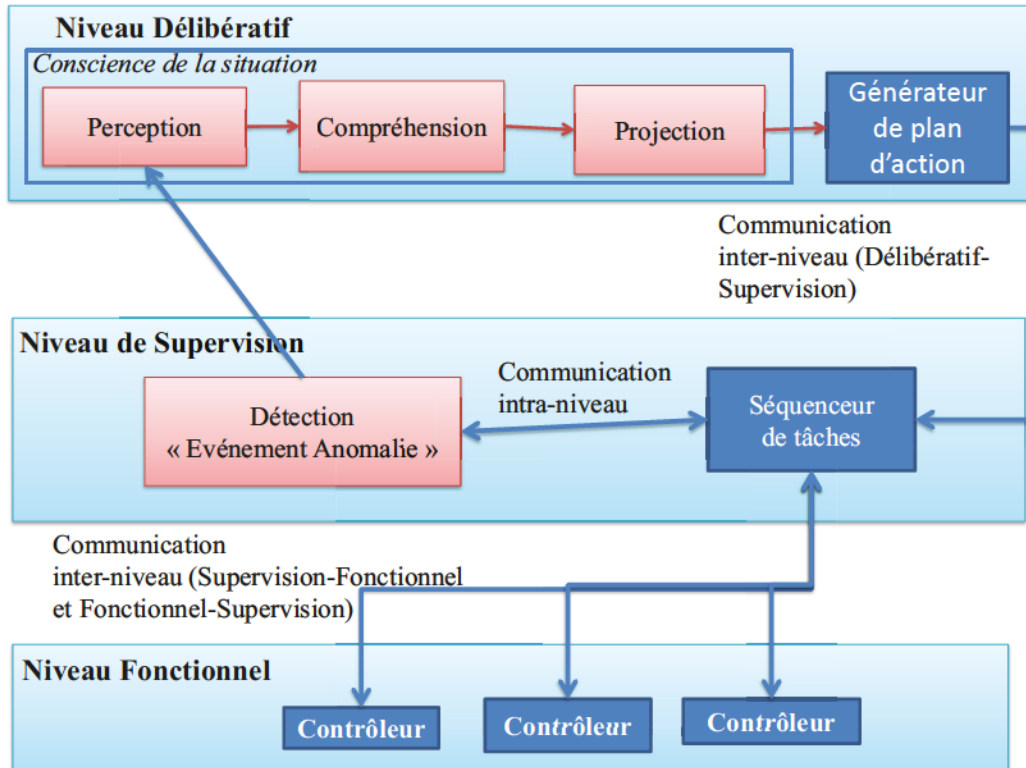 Niveau Délibératif
Conscience de la situation
Perception
Compréhension
Projection
Générateur
de plan
d'action
Communication
inter-niveau (Délibératif-
Supervision)
Niveau de Supervision
Détection
« Evénement Anomalie »
Communication
intra-niveau
Séquenceur
de tâches
Communication
inter-niveau (Supervision-Fonctionnel
et Fonctionnel-Supervision)
Niveau Fonctionnel
Contrôleur
Contrôleur
Contrôleur